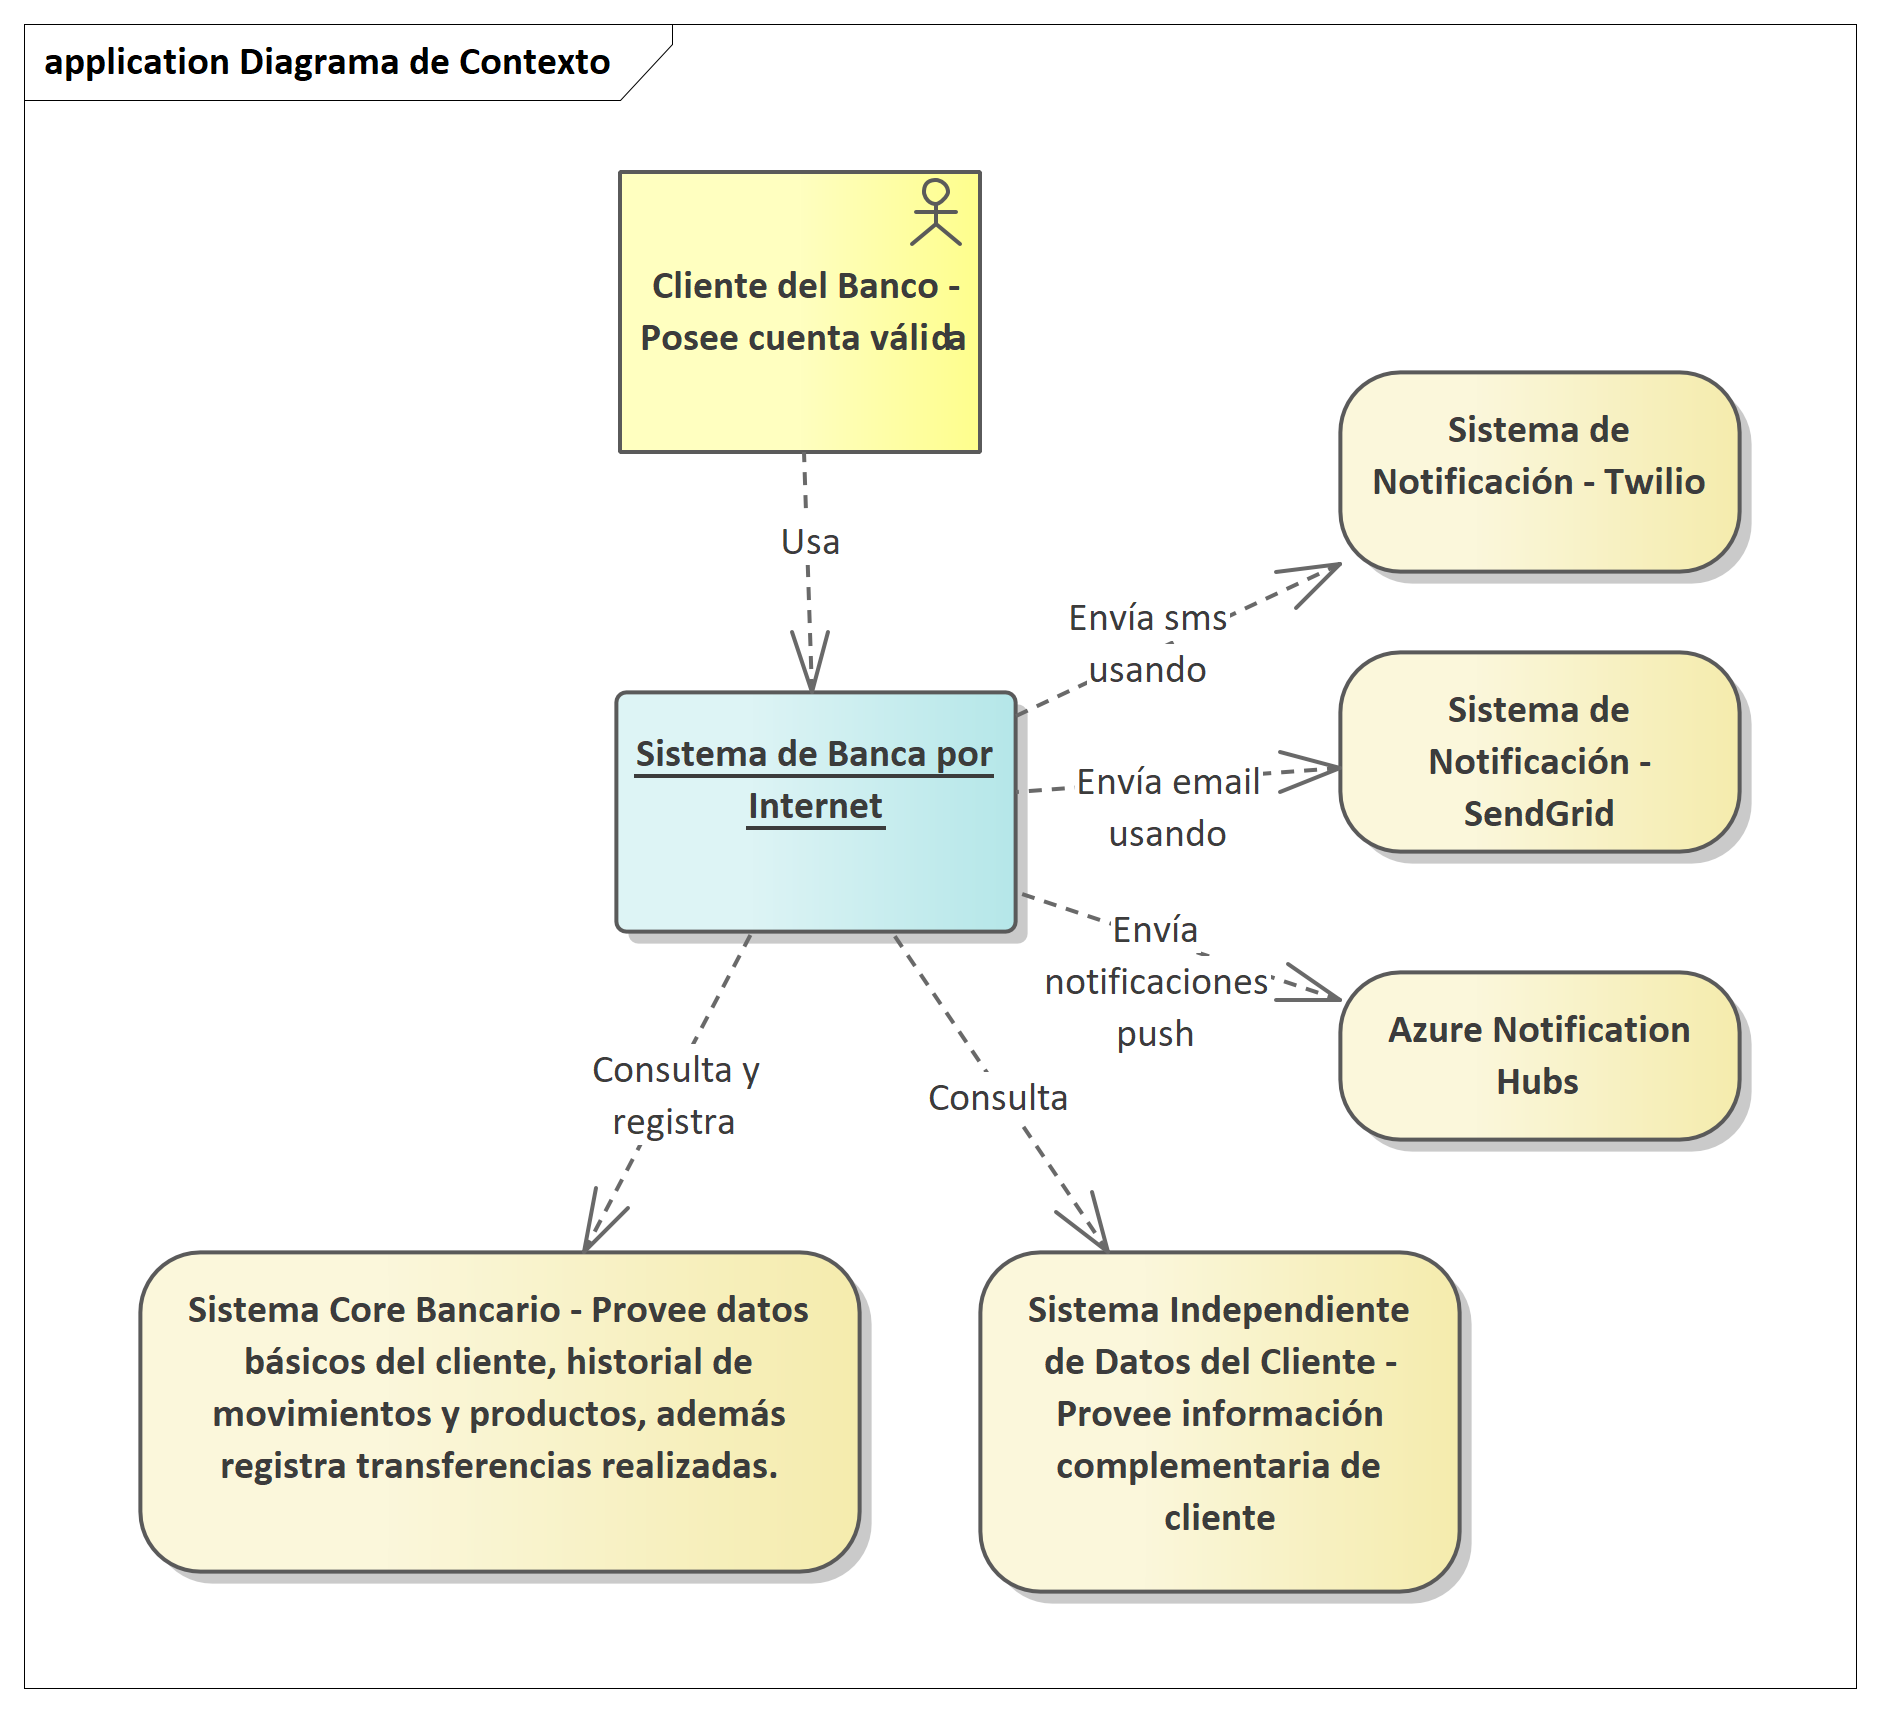 application Diagrama de Contexto
Cliente del Banco -
Posee cuenta válida
Usa
Sistema de
Notificación - Twilio
Envía sms
usando
Sistema de Banca por
Internet
Sistema de
Notificación -
SendGrid
Envía email
usando
Envía
notificaciones
push
Azure Notification
Hubs
Consulta y
registra
Consulta
Sistema Core Bancario - Provee datos
básicos del cliente, historial de
movimientos y productos, además
registra transferencias realizadas.
Sistema Independiente
de Datos del Cliente -
Provee información
complementaria de
cliente